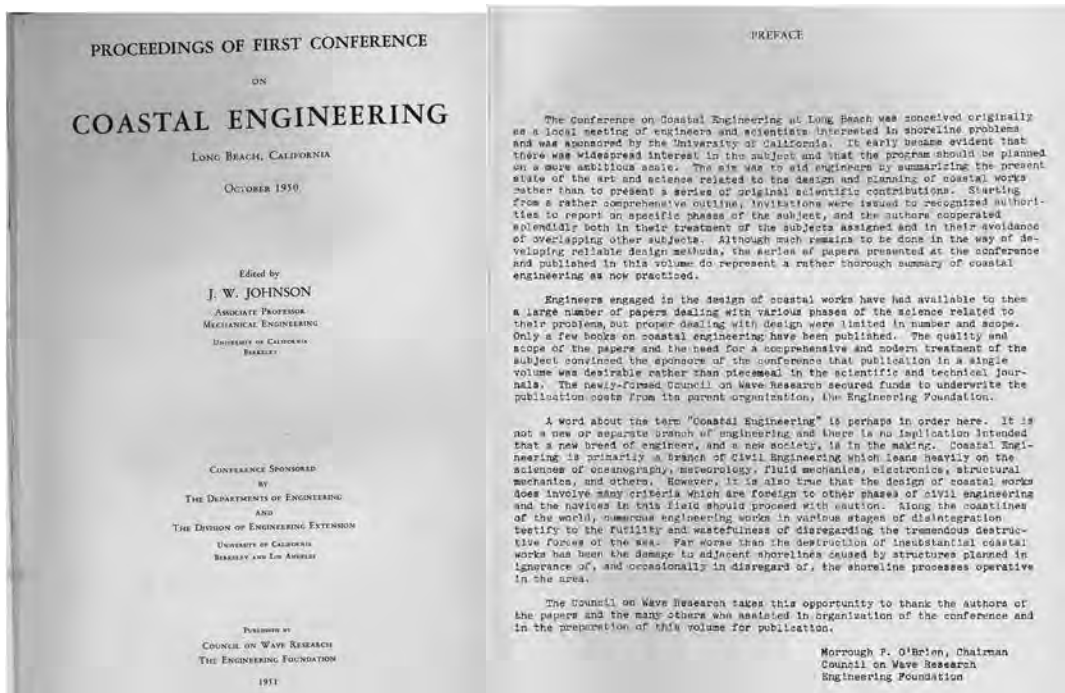 PROCEEDINGS OF FIRST CONFERENCE
ON
COASTAL ENGINEERING
LONG BEACH, CALIFORNIA
OCTOBER 1950
Edited by
J. W. JOHNSON
ASSOCIATE PROFESSOR
MECHANICAL ENGINEERING
UNIVERSITY OF CALIFORNIA
BERKELEY
CONFERENCE SPONSORED
BY
THE DEPARTMENTS OF ENGINEERING
AND
THE DIVISION OF ENGINEERING EXTENSION
UNIVERSITY OF CALIFORNIA
BERKELEY AND LOS ANGELES
PUBLISHED BY
COUNCIL ON WAVE RESEARCH
THE ENGINEERING FOUNDATION
1951
PREFACE
The Conference on Coastal Engineering at Long Beach was conceived originally
as a local meeting of engineers and scientists interested in shoreline problems
and was sponsored by the University of California. It early became evident that
there was widespread interest in the subject and that the program should be planned
on a more ambitious scale. The aim was to aid engineers by summarizing the present
state of the art and science related to the design and planning of coastal works
rather than to present a series of original scientific contributions. Starting
from a rather comprehensive outline, invitations were issued to recognized authori-
ties to report on specific phases of the subject, and the authors cooperated
splendidly both in their treatment of the subjects assigned and in their avoidance
of overlapping other subjects. Although much remains to be done in the way of de-
veloping reliable design methods, the series of papers presented at the conference
and published in this volume do represent a rather thorough summary of coastal
engineering as now practiced.
Engineers engaged in the design of coastal works have had available to them
a large number of papers dealing with various phases of the science related to
their problems, but proper dealing with design were limited in number and scope.
Only a few books on coastal engineering have been published. The quality and
scope of the papers and the need for a comprehensive and modern treatment of the
subject convinced the sponsors of the conference that publication in a single
volume was desirable rather than piecemeal in the scientific and technical jour-
nals. The newly-formed Council on Wave Research secured funds to underwrite the
publication costs from its parent organization, the Engineering Foundation.
A word about the term "Coastal Engineering" is perhaps in order here. It is
not a new or separate branch of engineering and there is no implication intended
that a new breed of engineer, and a new society, is in the making. Coastal Engi-
neering is primarily a branch of Civil Engineering which leans heavily on the
sciences of oceanography, meteorology, fluid mechanics, electronics, structural
mechanics, and others. However, it is also true that the design of coastal works
does involve many criteria which are foreign to other phases of civil engineering
and the novices in this field should proceed with caution. Along the coastlines
of the world, numerous engineering works in various stages of disintegration
testify to the futility and wastefulness of disregarding the tremendous destruc-
tive forces of the sea. Far worse than the destruction of insubstantial coastal
works has been the damage to adjacent shorelines caused by structures planned in
ignorance of, and occasionally in disregard of, the shoreline processes operative
in the area.
The Council on Wave Research takes this opportunity to thank the authors of
the papers and the many others who assisted in organization of the conference and
in the preparation of this volume for publication.
Morrough P. O'Brien, Chairman
Council on Wave Research
Engineering Foundation